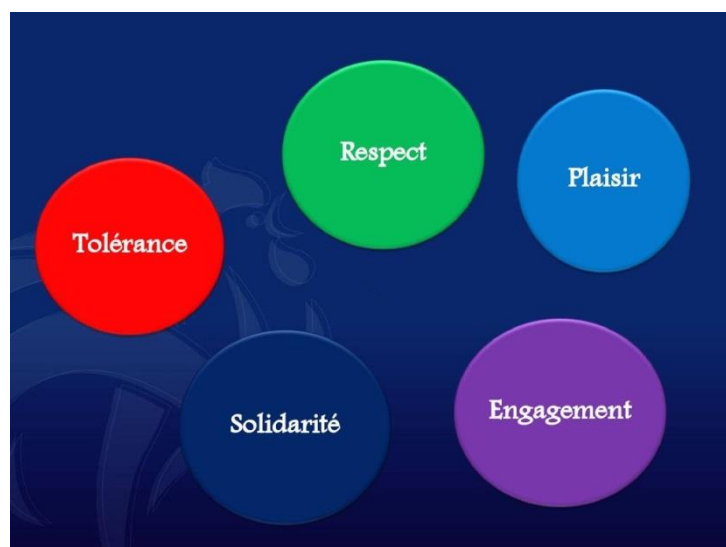 Respect
Plaisir
Tolérance
Solidarité
Engagement